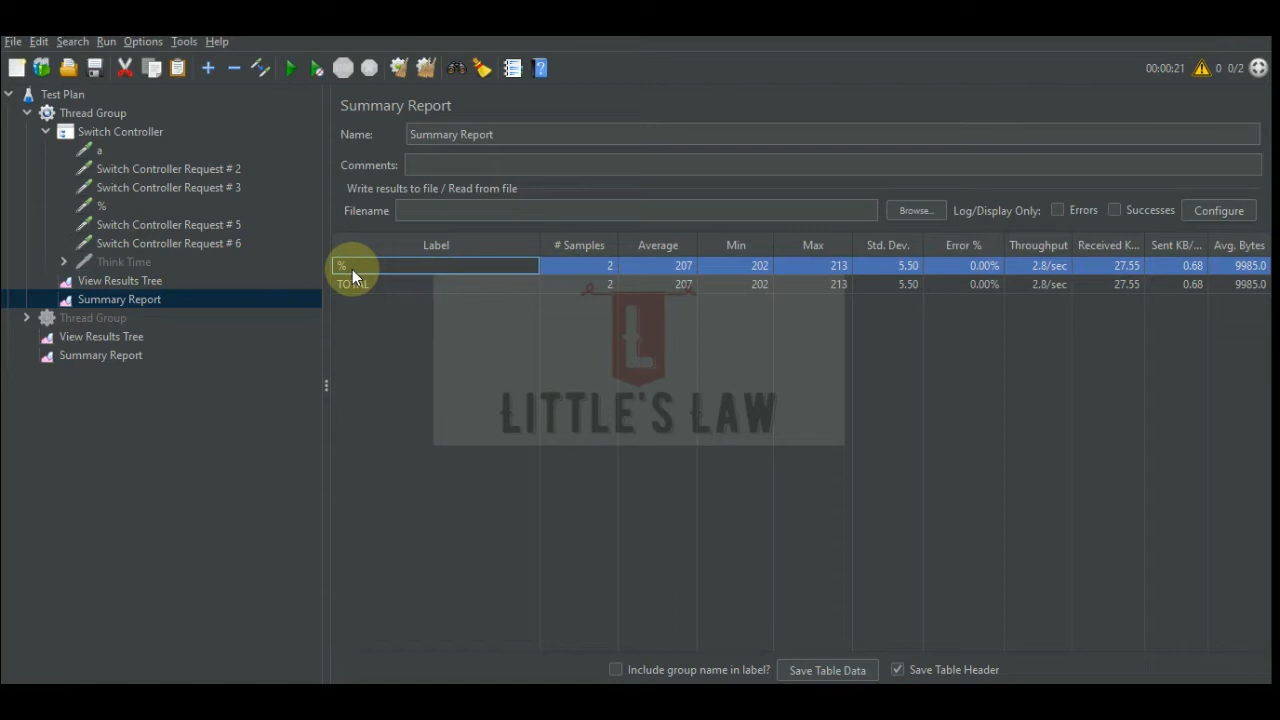 File Edit Search Run Options Tools Help
00:00:21 0 0/2
Test Plan
Thread Group
Switch Controller
a
Switch Controller Request # 2
Switch Controller Request # 3
%
Switch Controller Request # 5
Switch Controller Request # 6
Think Time
View Results Tree
Summary Report
Thread Group
View Results Tree
Summary Report
Summary Report
Name: Summary Report
Comments:
Write results to file / Read from file
Filename Browse... Log/Display Only: Errors Successes Configure
Label # Samples Average Min Max Std. Dev. Error % Throughput Received K... Sent KB/... Avg. Bytes
% 2 207 202 213 5.50 0.00% 2.8/sec 27.55 0.68 9985.0
TOTAL 2 207 202 213 5.50 0.00% 2.8/sec 27.55 0.68 9985.0
L
LITTLE'S LAW
Include group name in label? Save Table Data Save Table Header